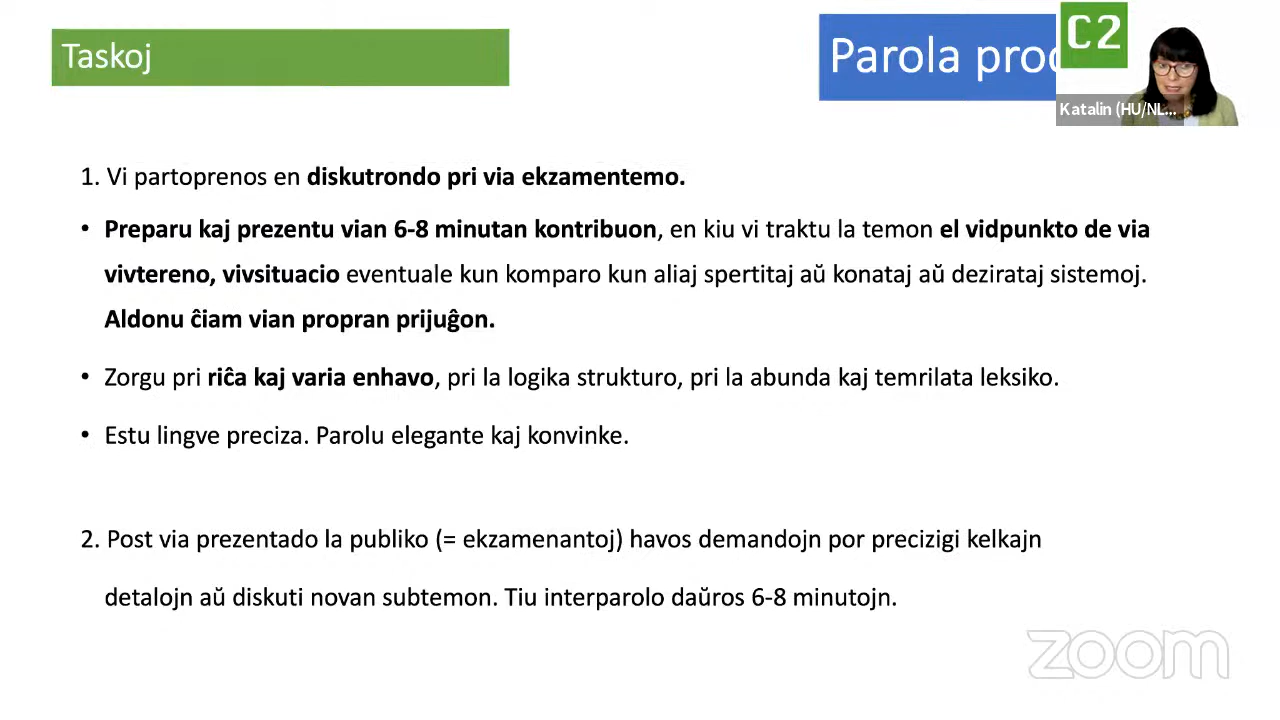 Taskoj
Parola
C2
Katalin (HU/NL...
1. Vi partoprenos en diskutrondo pri via ekzamentemo.
• Preparu kaj prezentu vian 6-8 minutan kontribuon, en kiu vi traktu la temon el vidpunkto de via
vivtereno, vivsituacio eventuale kun komparo kun aliaj spertitaj aŭ konataj aŭ dezirataj sistemoj.
Aldonu ĉiam vian propran prijuĝon.
• Zorgu pri riĉa kaj varia enhavo, pri la logika strukturo, pri la abunda kaj temrilata leksiko.
• Estu lingve preciza. Parolu elegante kaj konvinke.
2. Post via prezentado la publiko (= ekzamenantoj) havos demandojn por precizigi kelkajn
detalojn aŭ diskuti novan subtemon. Tiu interparolo daŭros 6-8 minutojn.
zoom